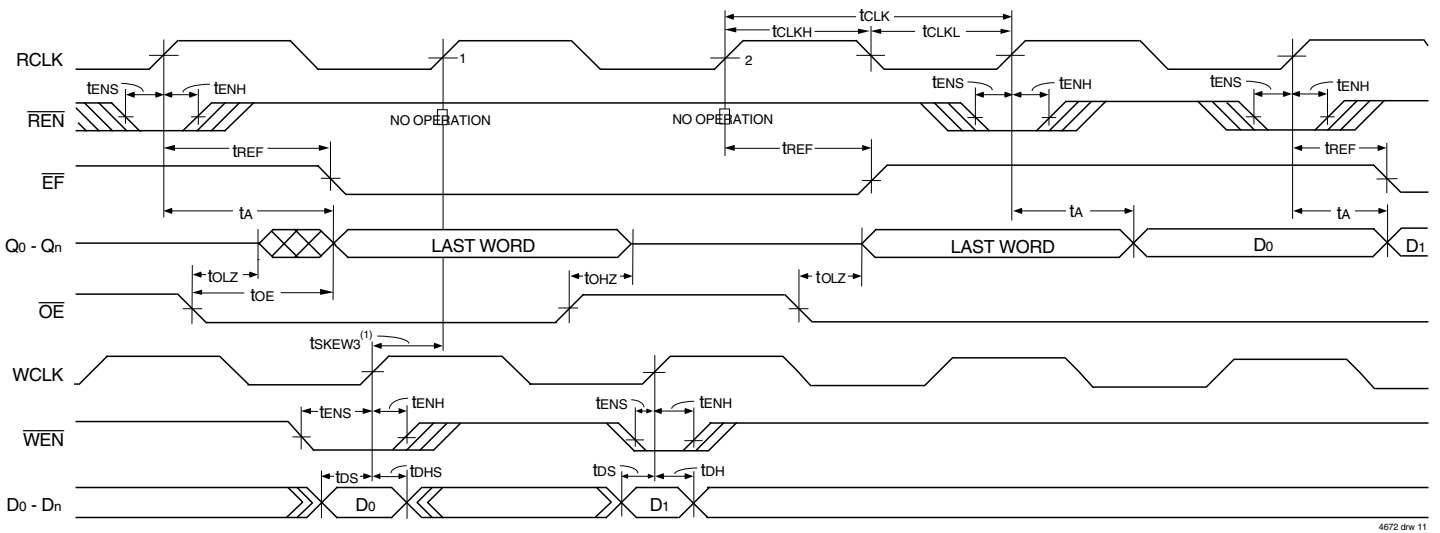 tCLK
tCLKH tCLKL
RCLK 1 2
tENS tENH tENS tENH tENS tENH
REN NO OPERATION NO OPERATION
tREF tREF tREF
EF
tA tA tA
Q0 - Qn LAST WORD LAST WORD D0 D1
tOLZ tOHZ tOLZ
tOE
OE
tSKEW3(1)
WCLK
tENS tENH tENS tENH
WEN
tDS tDHS tDS tDH
D0 - Dn D0 D1
4672 drw 11